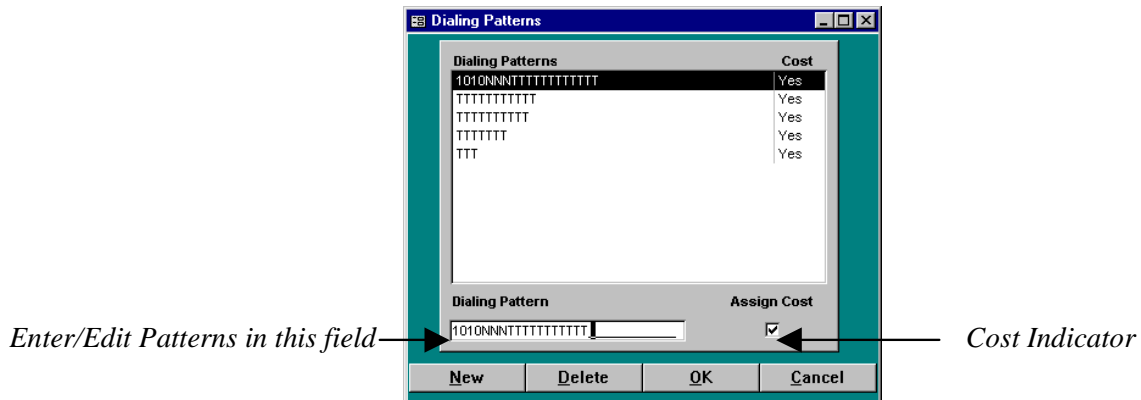 Dialing Patterns
Dialing Patterns Cost
1010NNNTTTTTTTTTTTT Yes
TTTTTTTTTTT Yes
TTTTTTTTTT Yes
TTTTTTT Yes
TTT Yes
Dialing Pattern Assign Cost
Enter/Edit Patterns in this field 1010NNNTTTTTTTTTTT Cost Indicator
New Delete OK Cancel